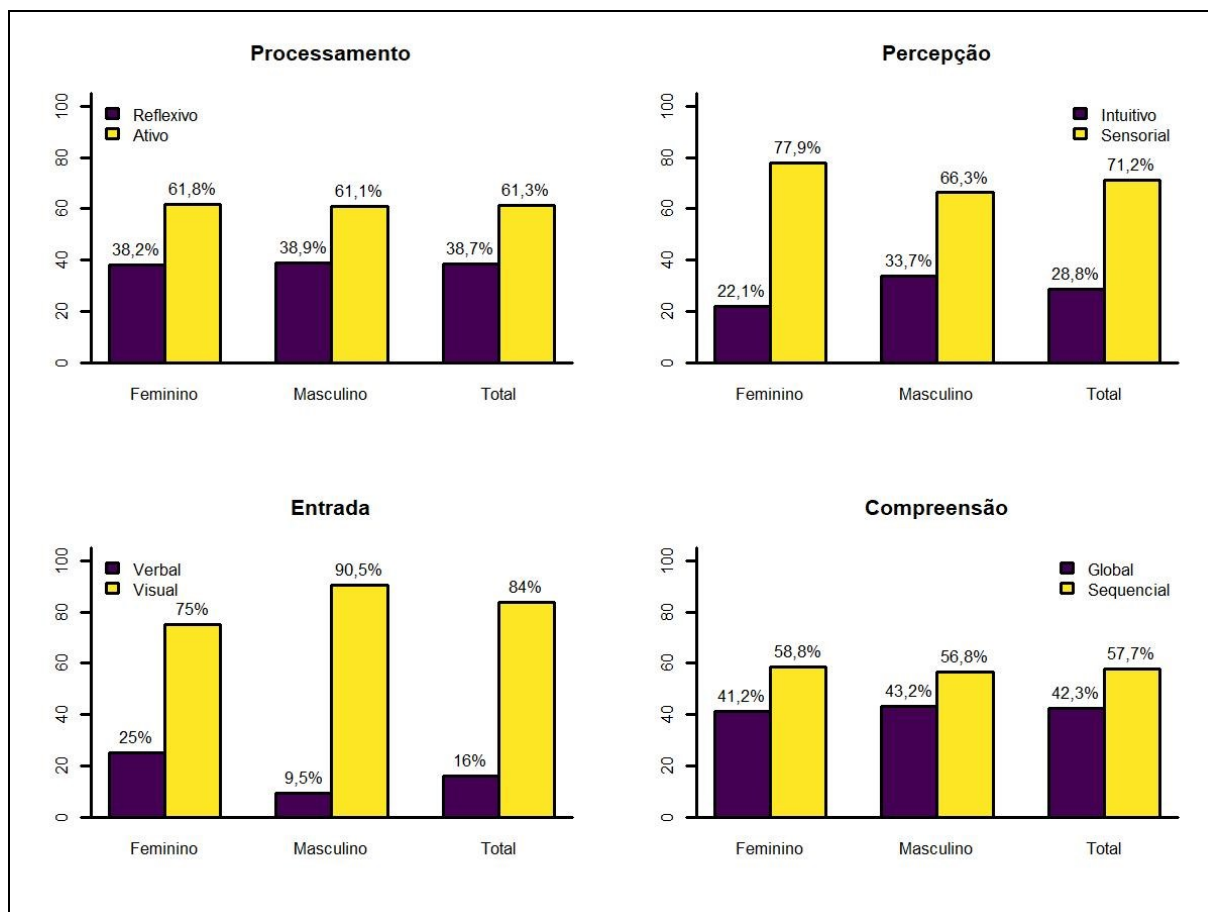 Processamento
100
80
60
40
20
0
Reflexivo
Ativo
38,2%
61,8%
38,9%
61,1%
38,7%
61,3%
Feminino
Masculino
Total
Percepção
100
80
60
40
20
0
Intuitivo
Sensorial
22,1%
77,9%
33,7%
66,3%
28,8%
71,2%
Feminino
Masculino
Total
Entrada
100
80
60
40
20
0
Verbal
Visual
25%
75%
9,5%
90,5%
16%
84%
Feminino
Masculino
Total
Compreensão
100
80
60
40
20
0
Global
Sequencial
41,2%
58,8%
43,2%
56,8%
42,3%
57,7%
Feminino
Masculino
Total